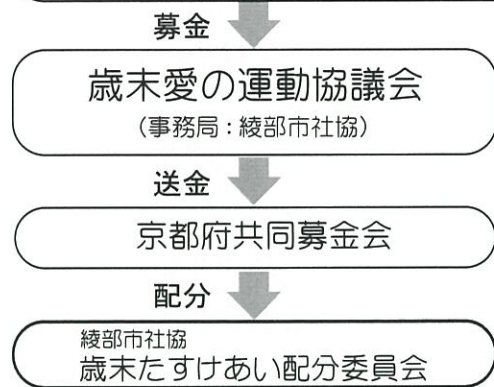 募金
歳末愛の運動協議会
(事務局：綾部市社協)
送金
京都府共同募金会
配分
綾部市社協
歳末たすけあい配分委員会